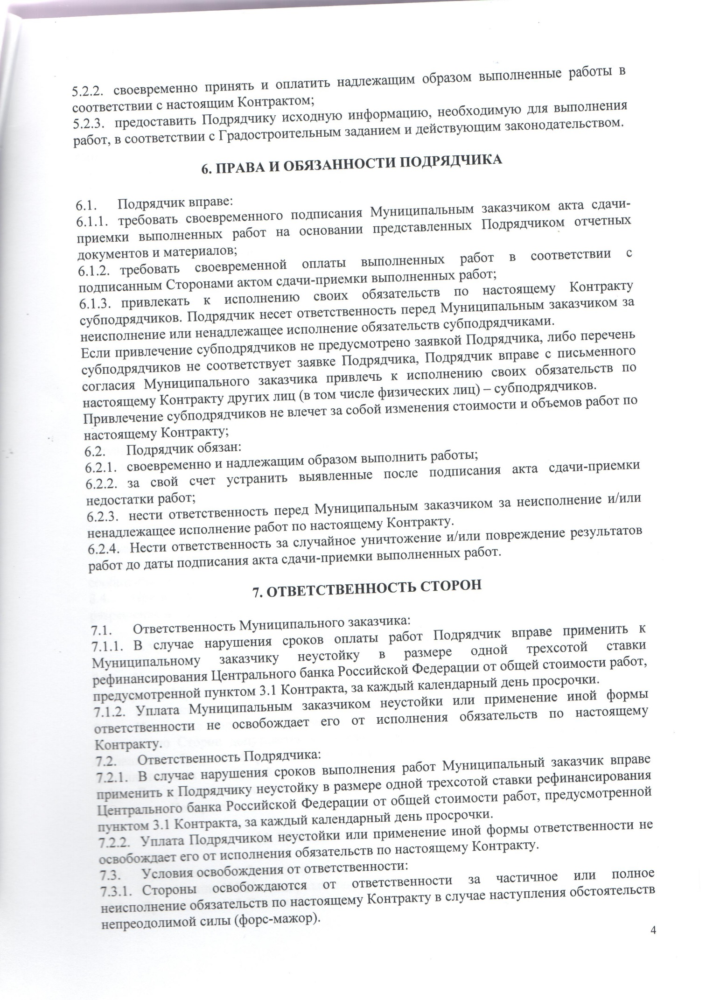 5.2.2. своевременно принять и оплатить надлежащим образом выполненные работы в
соответствии с настоящим Контрактом;
5.2.3. предоставить Подрядчику исходную информацию, необходимую для выполнения
работ, в соответствии с Градостроительным заданием и действующим законодательством.
6. ПРАВА И ОБЯЗАННОСТИ ПОДРЯДЧИКА
6.1. Подрядчик вправе:
6.1.1. требовать своевременного подписания Муниципальным заказчиком акта сдачи-
приемки выполненных работ на основании представленных Подрядчиком отчетных
документов и материалов;
6.1.2. требовать своевременной оплаты выполненных работ в соответствии с
подписанным Сторонами актом сдачи-приемки выполненных работ;
6.1.3. привлекать к исполнению своих обязательств по настоящему Контракту
субподрядчиков. Подрядчик несет ответственность перед Муниципальным заказчиком за
неисполнение или ненадлежащее исполнение обязательств субподрядчиками.
Если привлечение субподрядчиков не предусмотрено заявкой Подрядчика, либо перечень
субподрядчиков не соответствует заявке Подрядчика, Подрядчик вправе с письменного
согласия Муниципального заказчика привлечь к исполнению своих обязательств по
настоящему Контракту других лиц (в том числе физических лиц) – субподрядчиков.
Привлечение субподрядчиков не влечет за собой изменения стоимости и объемов работ по
настоящему Контракту;
6.2. Подрядчик обязан:
6.2.1. своевременно и надлежащим образом выполнить работы;
6.2.2. за свой счет устранить выявленные после подписания акта сдачи-приемки
недостатки работ;
6.2.3. нести ответственность перед Муниципальным заказчиком за неисполнение и/или
ненадлежащее исполнение работ по настоящему Контракту.
6.2.4. Нести ответственность за случайное уничтожение и/или повреждение результатов
работ до даты подписания акта сдачи-приемки выполненных работ.
7. ОТВЕТСТВЕННОСТЬ СТОРОН
7.1. Ответственность Муниципального заказчика:
7.1.1. В случае нарушения сроков оплаты работ Подрядчик вправе применить к
Муниципальному заказчику неустойку в размере одной трехсотой ставки
рефинансирования Центрального банка Российской Федерации от общей стоимости работ,
предусмотренной пунктом 3.1 Контракта, за каждый календарный день просрочки.
7.1.2. Уплата Муниципальным заказчиком неустойки или применение иной формы
ответственности не освобождает его от исполнения обязательств по настоящему
Контракту.
7.2. Ответственность Подрядчика:
7.2.1. В случае нарушения сроков выполнения работ Муниципальный заказчик вправе
применить к Подрядчику неустойку в размере одной трехсотой ставки рефинансирования
Центрального банка Российской Федерации от общей стоимости работ, предусмотренной
пунктом 3.1 Контракта, за каждый календарный день просрочки.
7.2.2. Уплата Подрядчиком неустойки или применение иной формы ответственности не
освобождает его от исполнения обязательств по настоящему Контракту.
7.3. Условия освобождения от ответственности:
7.3.1. Стороны освобождаются от ответственности за частичное или полное
неисполнение обязательств по настоящему Контракту в случае наступления обстоятельств
непреодолимой силы (форс-мажор).
4